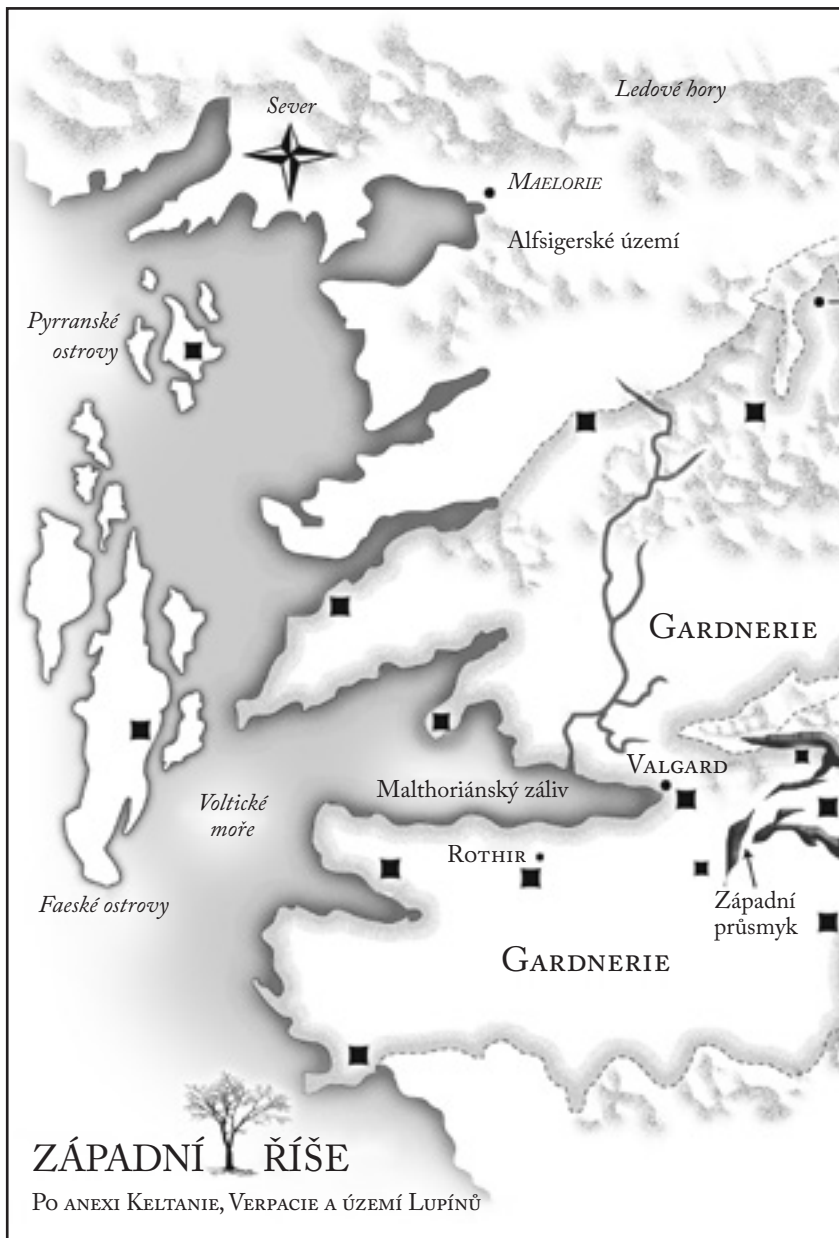 Ledové hory
Sever
MAELORIE
Alfsigerské území
Pyrranské
ostrovy
GARDNERIE
VALGARD
Malthoriánský záliv
Voltické
moře
ROTHIR
Faeské ostrovy
Západní
průsmyk
GARDNERIE
ZÁPADNÍ ŘÍŠE
PO ANEXI KELTANIE, VERPACIE A ÚZEMÍ LUPÍNŮ